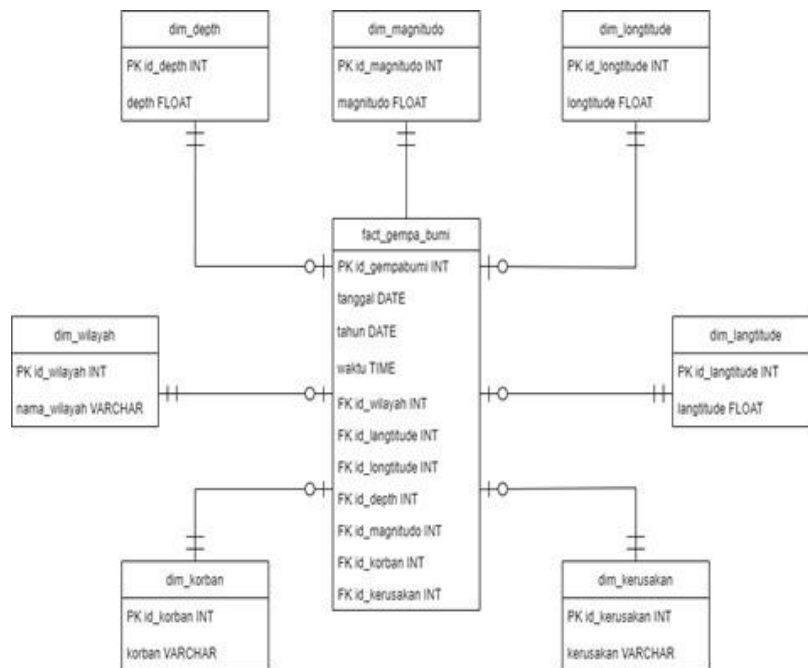 dim_depth
PK id_depth INT
depth FLOAT
dim_magnitudo
PK id_magnitudo INT
magnitudo FLOAT
dim_longtitude
PK id_longtitude INT
longtitude FLOAT
fact_gempa_bumi
PK id_gempabumi INT
tanggal DATE
tahun DATE
waktu TIME
FK id_wilayah INT
FK id_langtitude INT
FK id_longtitude INT
FK id_depth INT
FK id_magnitudo INT
FK id_korban INT
FK id_kerusakan INT
dim_wilayah
PK id_wilayah INT
nama_wilayah VARCHAR
dim_langtitude
PK id_langtitude INT
langtitude FLOAT
dim_korban
PK id_korban INT
korban VARCHAR
dim_kerusakan
PK id_kerusakan INT
kerusakan VARCHAR